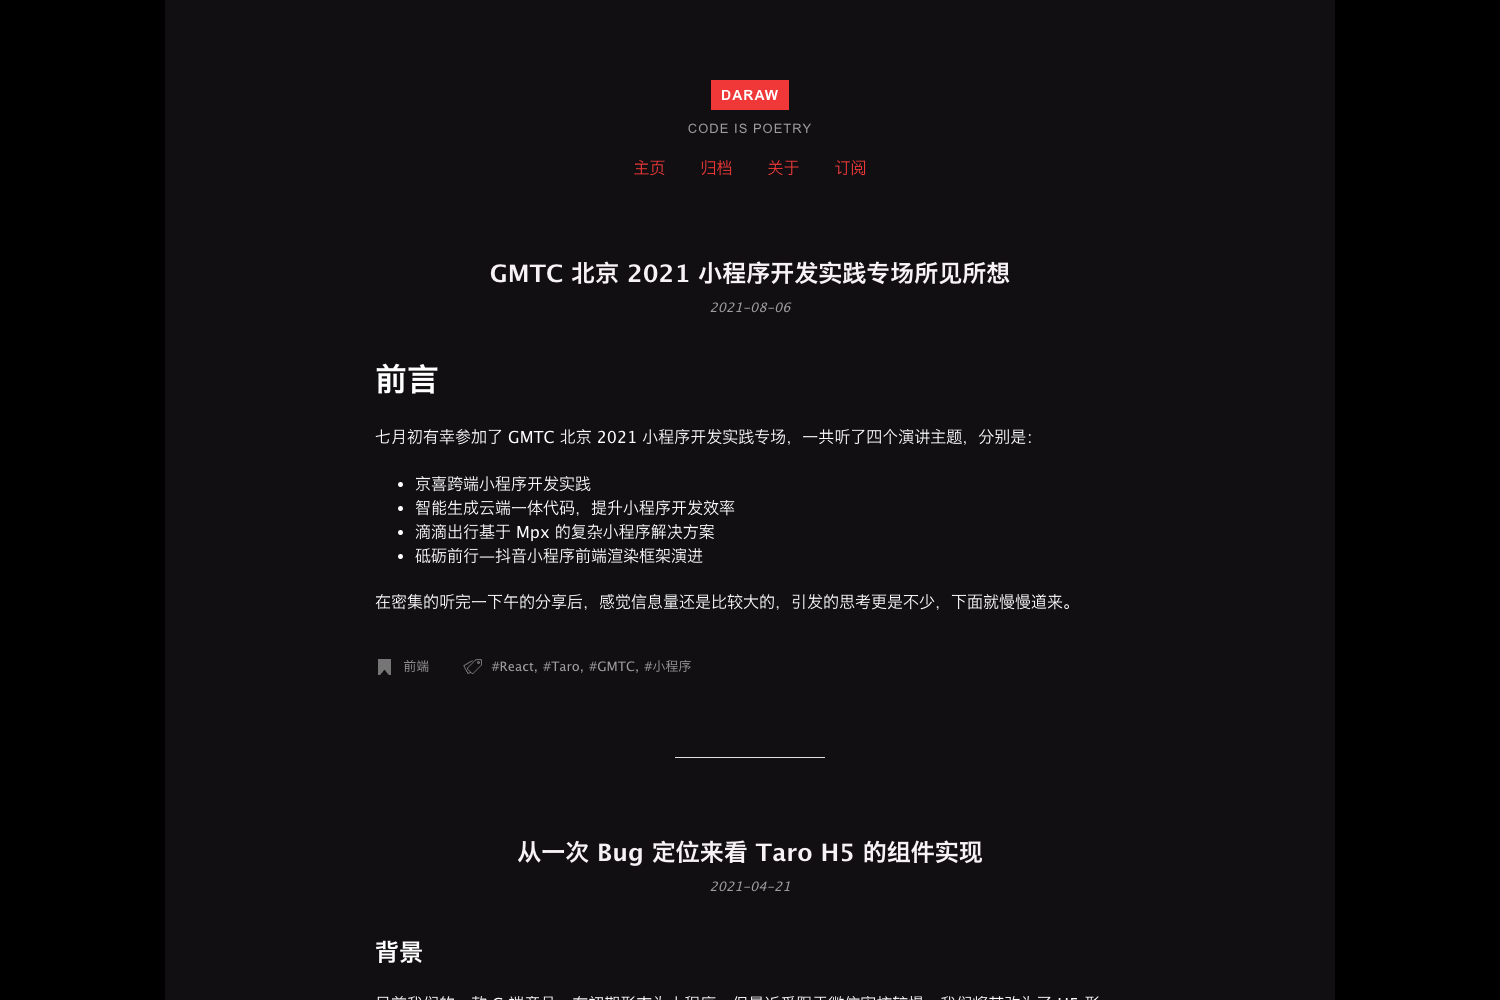 DARAW
CODE IS POETRY
主页 归档 关于 订阅
GMTC 北京 2021 小程序开发实践专场所见所想
2021-08-06
前言
七月初有幸参加了 GMTC 北京 2021 小程序开发实践专场，一共听了四个演讲主题，分别是：
• 京喜跨端小程序开发实践
• 智能生成云端一体代码，提升小程序开发效率
• 滴滴出行基于 Mpx 的复杂小程序解决方案
• 砥砺前行—抖音小程序前端渲染框架演进
在密集的听完一下午的分享后，感觉信息量还是比较大的，引发的思考更是不少，下面就慢慢道来。
前端 #React, #Taro, #GMTC, #小程序
从一次 Bug 定位来看 Taro H5 的组件实现
2021-04-21
背景